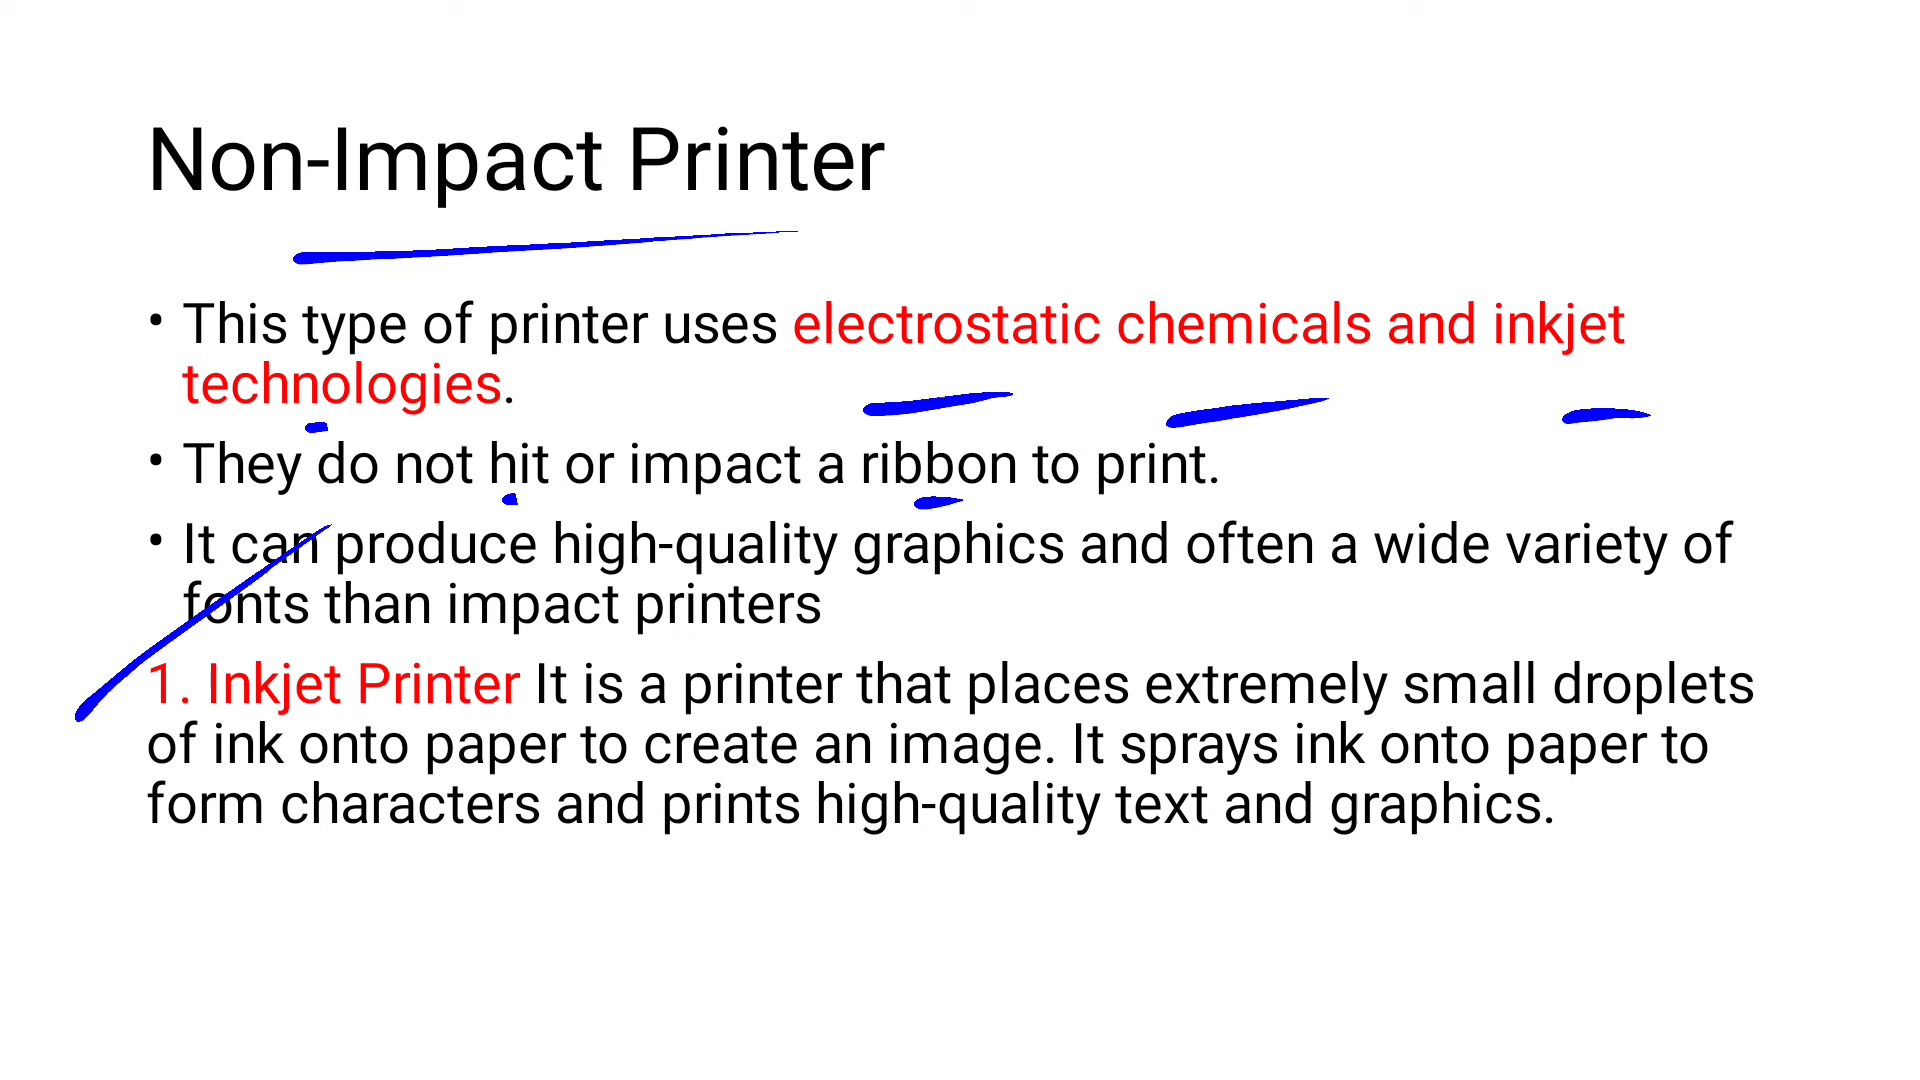 Non-Impact Printer
• This type of printer uses electrostatic chemicals and inkjet
technologies.
• They do not hit or impact a ribbon to print.
• It can produce high-quality graphics and often a wide variety of
fonts than impact printers
1. Inkjet Printer It is a printer that places extremely small droplets
of ink onto paper to create an image. It sprays ink onto paper to
form characters and prints high-quality text and graphics.